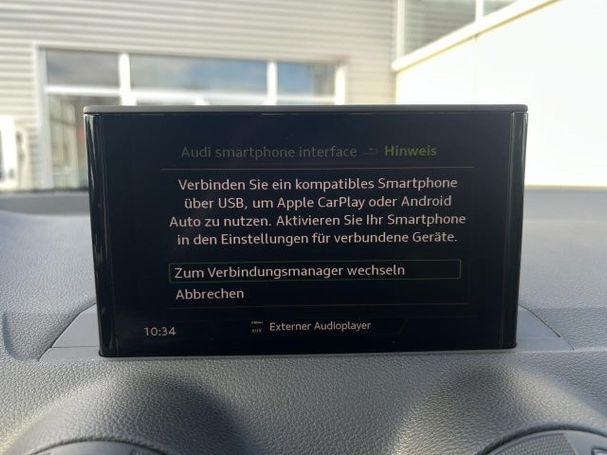 Audi smartphone interface Hinweis
Verbinden Sie ein kompatibles Smartphone
über USB, um Apple CarPlay oder Android
Auto zu nutzen. Aktivieren Sie Ihr Smartphone
in den Einstellungen für verbundene Geräte.
Zum Verbindungsmanager wechseln
Abbrechen
10:34 Externer Audioplayer